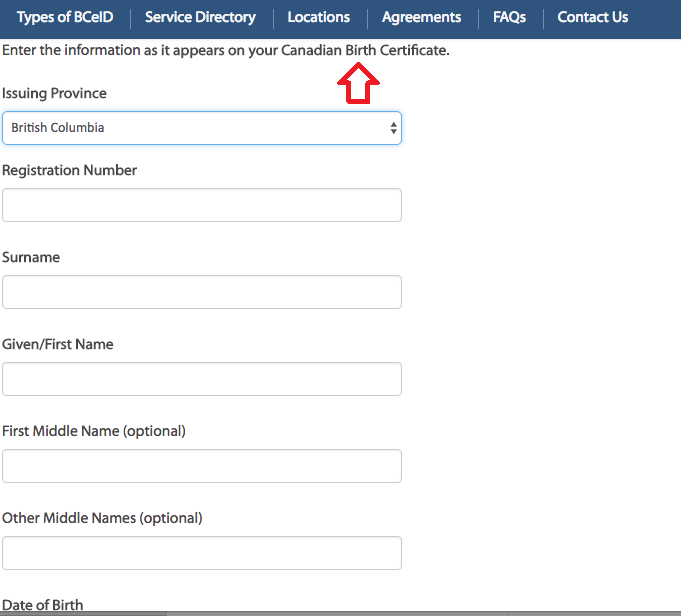 Types of BCeID Service Directory Locations Agreements FAQs Contact Us
Enter the information as it appears on your Canadian Birth Certificate.
Issuing Province
British Columbia
Registration Number
Surname
Given/First Name
First Middle Name (optional)
Other Middle Names (optional)
Date of Birth